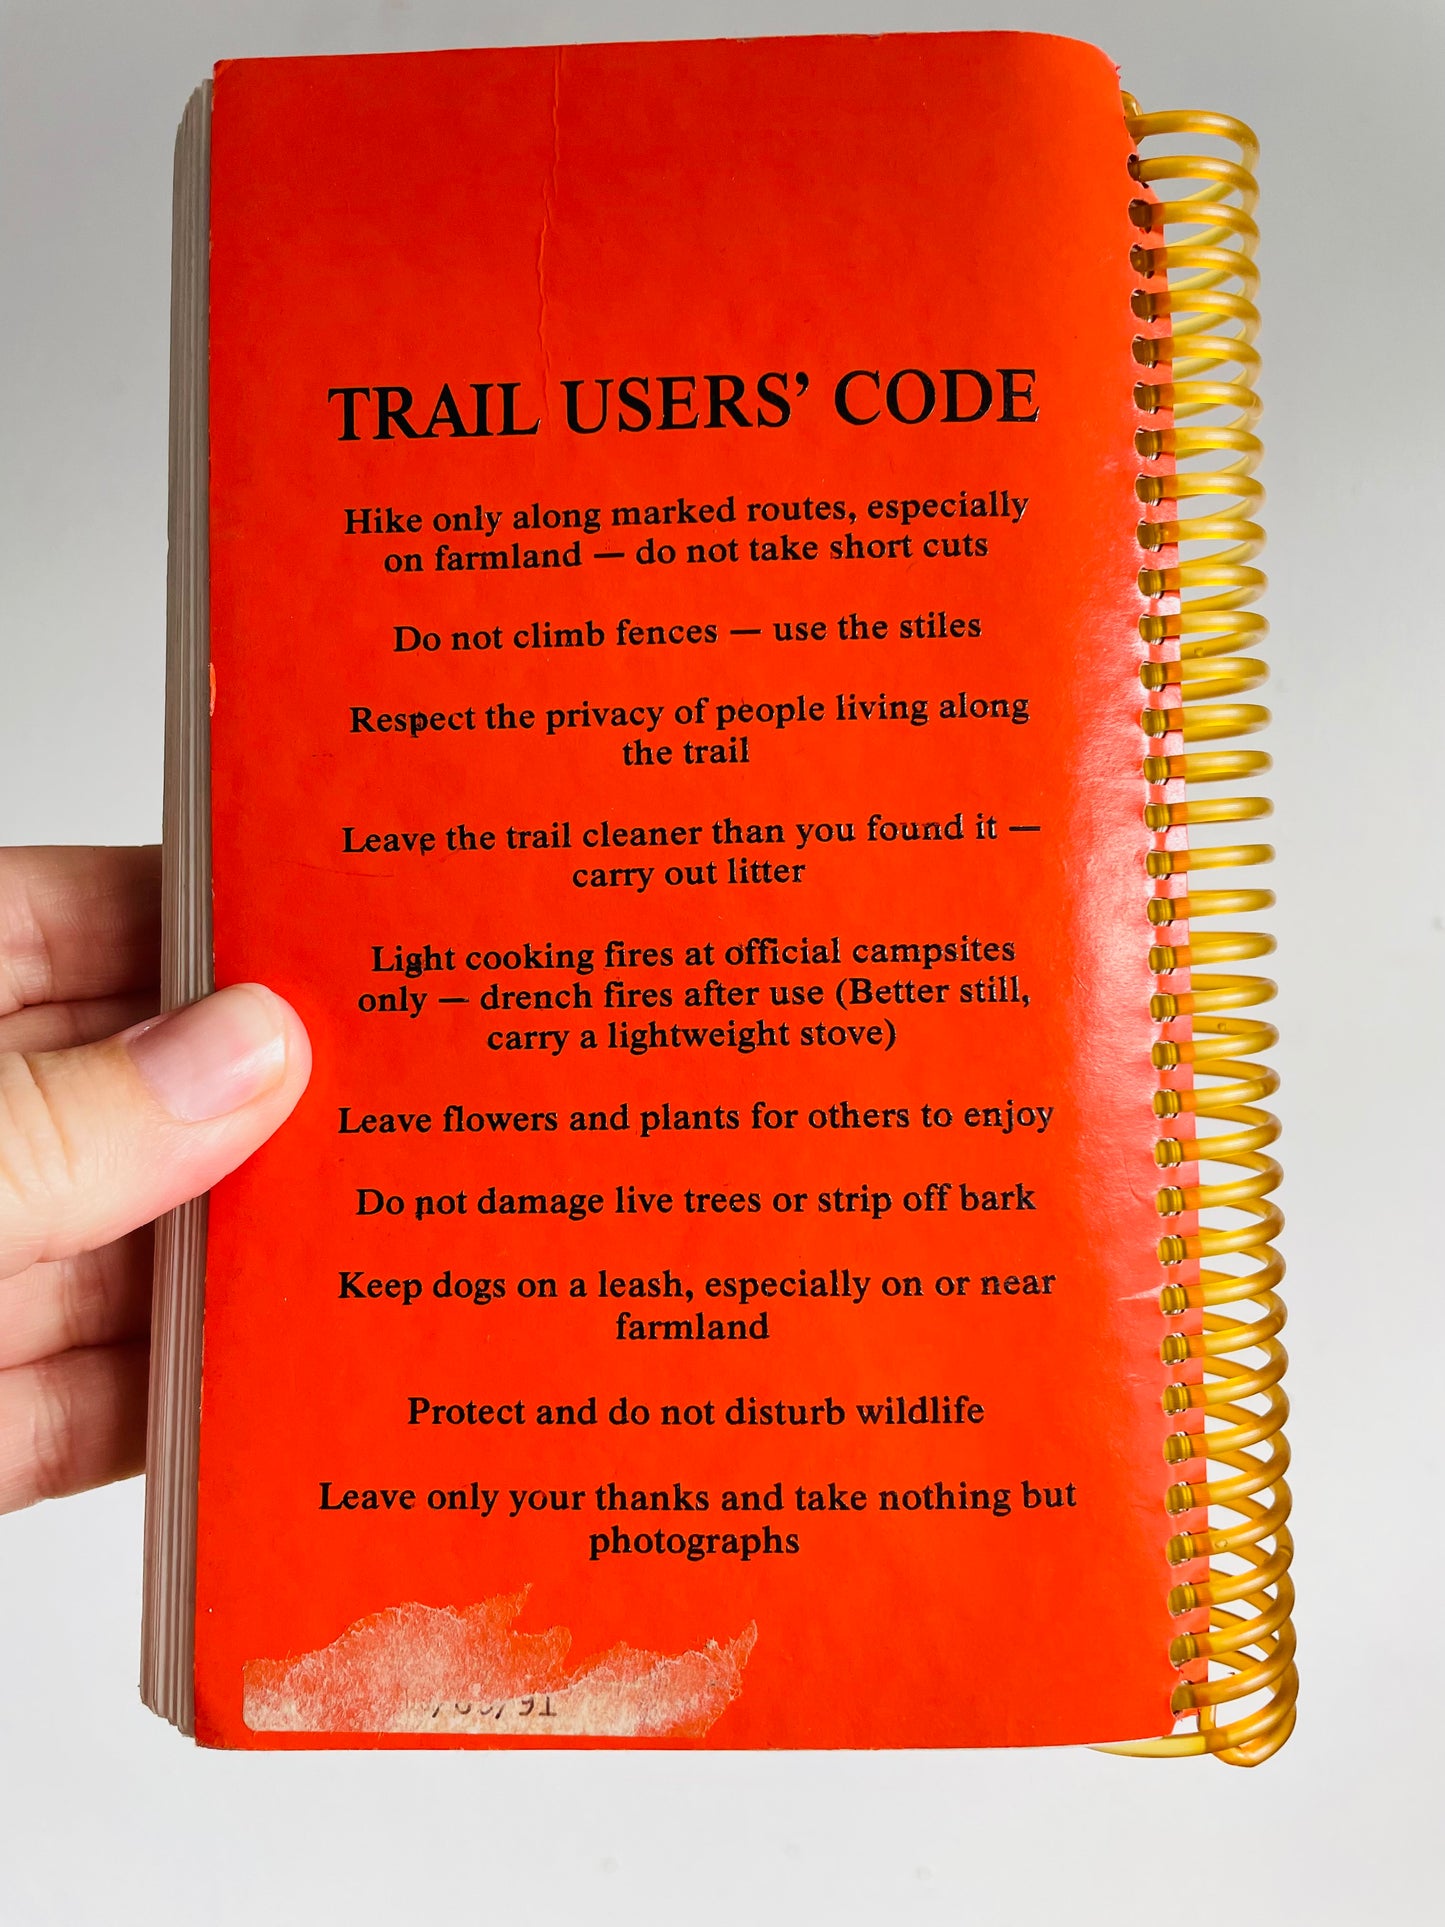 TRAIL USERS' CODE
Hike only along marked routes, especially
on farmland — do not take short cuts
Do not climb fences — use the stiles
Respect the privacy of people living along
the trail
Leave the trail cleaner than you found it —
carry out litter
Light cooking fires at official campsites
only — drench fires after use (Better still,
carry a lightweight stove)
Leave flowers and plants for others to enjoy
Do not damage live trees or strip off bark
Keep dogs on a leash, especially on or near
farmland
Protect and do not disturb wildlife
Leave only your thanks and take nothing but
photographs